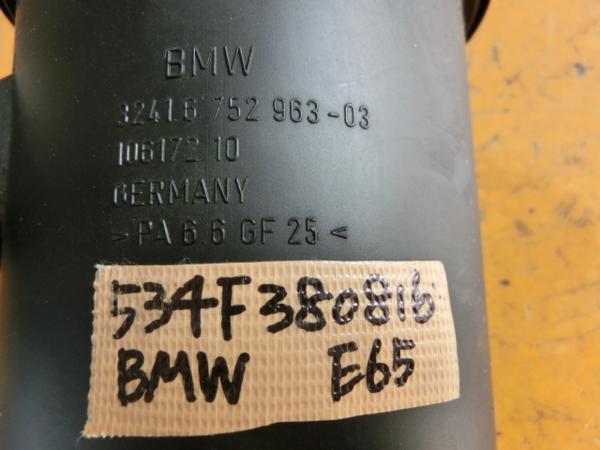 BMW
32416 752 963-03
106172 10
GERMANY
>PA 6.6 GF 25<
534F380816
BMW E65